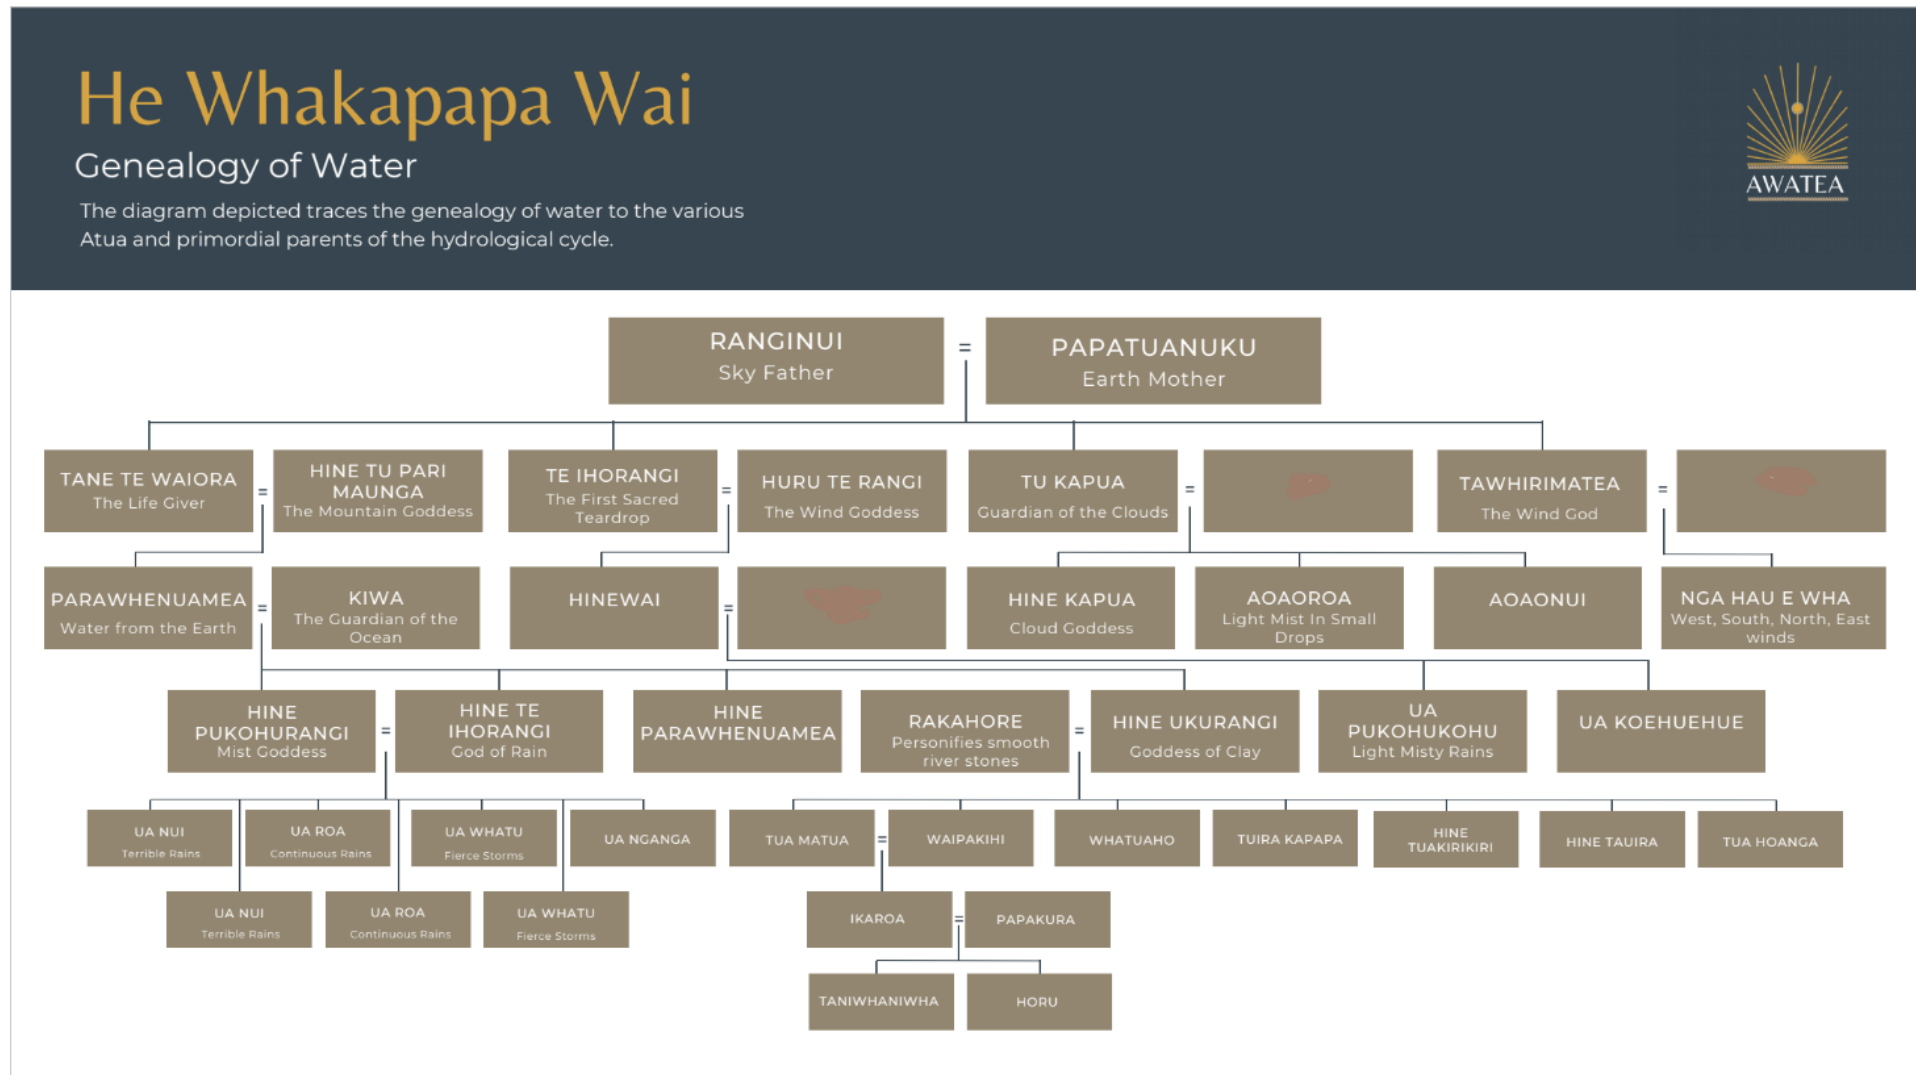 He Whakapapa Wai
Genealogy of Water
The diagram depicted traces the genealogy of water to the various
Atua and primordial parents of the hydrological cycle.
AWATEA
RANGINUI
Sky Father
=
PAPATUANUKU
Earth Mother
TANE TE WAIORA
The Life Giver
=
HINE TU PARI
MAUNGA
The Mountain Goddess
TE IHORANGI
The First Sacred
Teardrop
=
HURU TE RANGI
The Wind Goddess
TU KAPUA
Guardian of the Clouds
=
TAWHIRIMATEA
The Wind God
=
PARAWHENUAMEA
Water from the Earth
=
KIWA
The Guardian of the
Ocean
HINEWAI
=
HINE KAPUA
Cloud Goddess
AOAOROA
Light Mist In Small
Drops
AOAONUI
NGA HAU E WHA
West, South, North, East
winds
HINE
PUKOHURANGI
Mist Goddess
=
HINE TE
IHORANGI
God of Rain
HINE
PARAWHENUAMEA
RAKAHORE
Personifies smooth
river stones
=
HINE UKURANGI
Goddess of Clay
UA
PUKOHUKOHU
Light Misty Rains
UA KOEHUEHUE
UA NUI
Terrible Rains
UA ROA
Continuous Rains
UA WHATU
Fierce Storms
UA NGANGA
TUA MATUA
=
WAIPAKIHI
WHATUAHO
TUIRA KAPAPA
HINE
TUAKIRIKIRI
HINE TAUIRA
TUA HOANGA
UA NUI
Terrible Rains
UA ROA
Continuous Rains
UA WHATU
Fierce Storms
IKAROA
=
PAPAKURA
TANIWHANIWHA
HORU